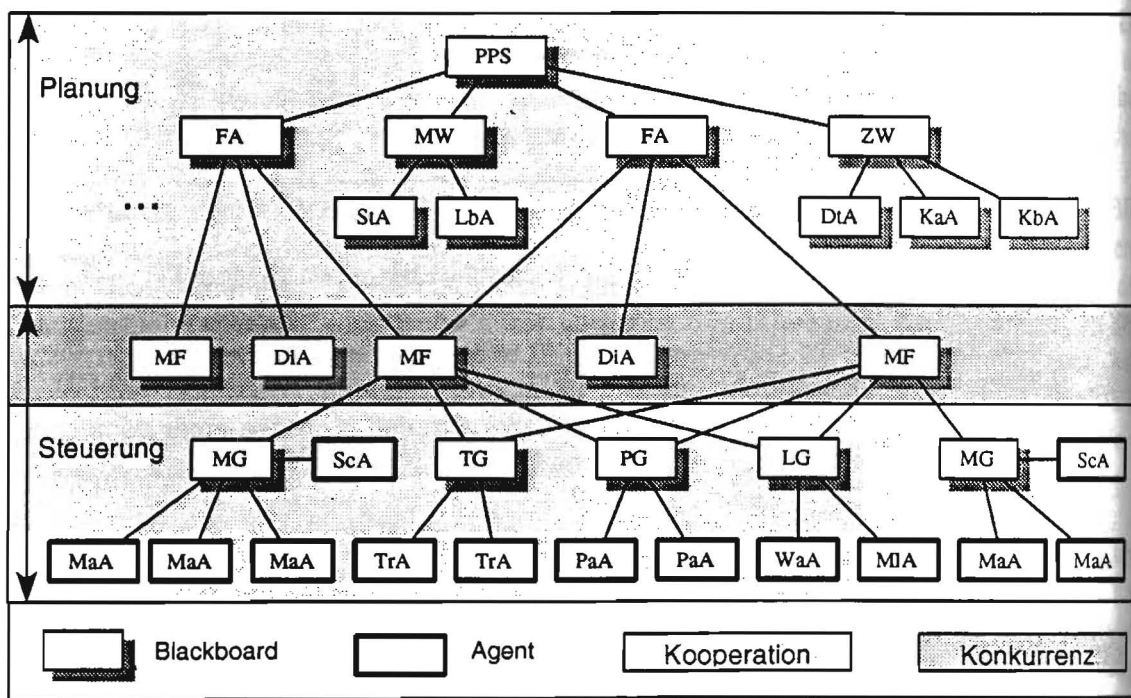 PPS
Planung
FA MW FA ZW
... StA LbA DtA KaA KbA
MF DiA MF DiA MF
Steuerung
MG ScA TG PG LG MG ScA
MaA MaA MaA TrA TrA PaA PaA WaA MlA MaA MaA
Blackboard Agent Kooperation Konkurrenz